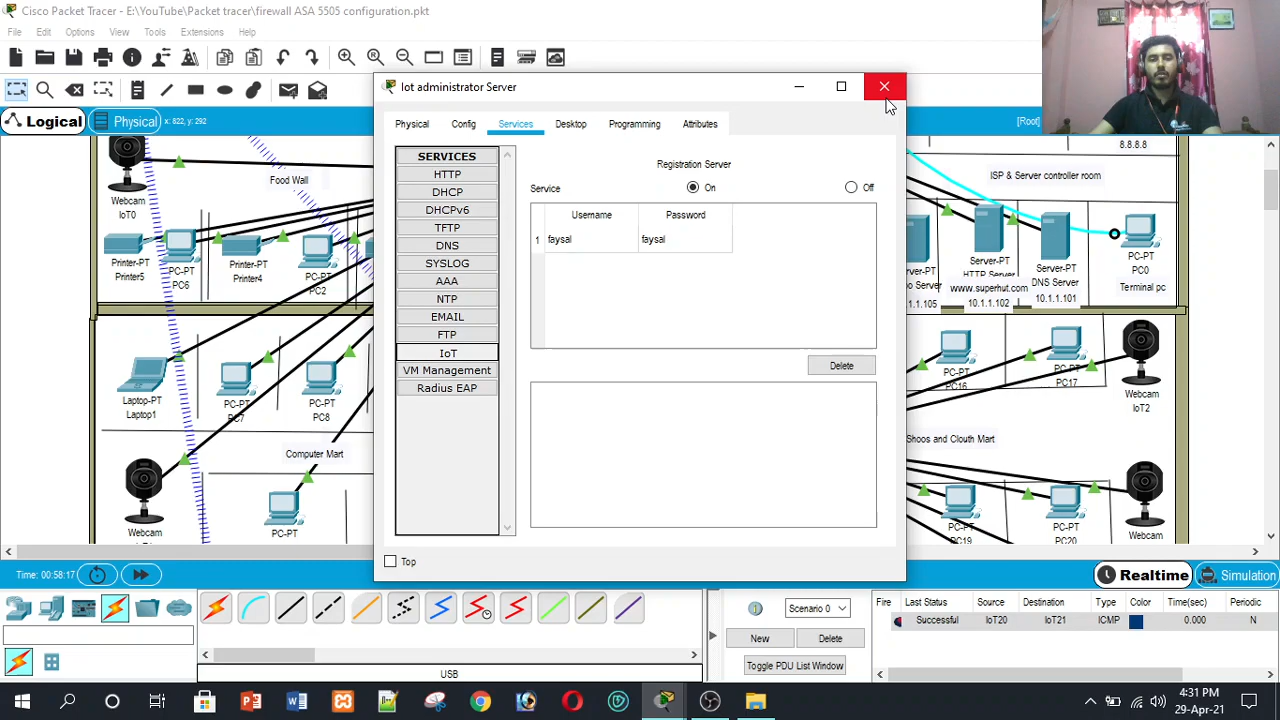 Cisco Packet Tracer - E:\YouTube\Packet tracer\firewall ASA 5505 configuration.pkt
File Edit Options View Tools Extensions Help
Logical
Physical
x: 822, y: 292
[Root]
Iot administrator Server
Physical
Config
Services
Desktop
Programming
Attributes
SERVICES
HTTP
DHCP
DHCPv6
TFTP
DNS
SYSLOG
AAA
NTP
EMAIL
FTP
IoT
VM Management
Radius EAP
Registration Server
Service
On
Off
Username
Password
1
faysal
faysal
Delete
Top
Food Wall
Webcam
IoT0
Printer-PT
Printer5
PC-PT
PC6
Printer-PT
Printer4
PC-PT
PC2
Laptop-PT
Laptop1
PC-PT
PC7
PC-PT
PC8
Computer Mart
Webcam
PC-PT
8.8.8.8
ISP & Server controller room
1.1.105
Server-PT
HTTP Server
www.superhut.com
10.1.1.102
Server-PT
DNS Server
10.1.1.101
PC-PT
PC0
Terminal pc
PC-PT
PC16
PC-PT
PC17
Webcam
IoT2
Shoos and Clouth Mart
PC-PT
PC19
PC-PT
PC20
Webcam
Time: 00:58:17
Realtime
Simulation
USB
Scenario 0
New
Delete
Toggle PDU List Window
Fire Last Status Source Destination Type Color Time(sec) Periodic
Successful IoT20 IoT21 ICMP 0.000 N
4:31 PM
29-Apr-21